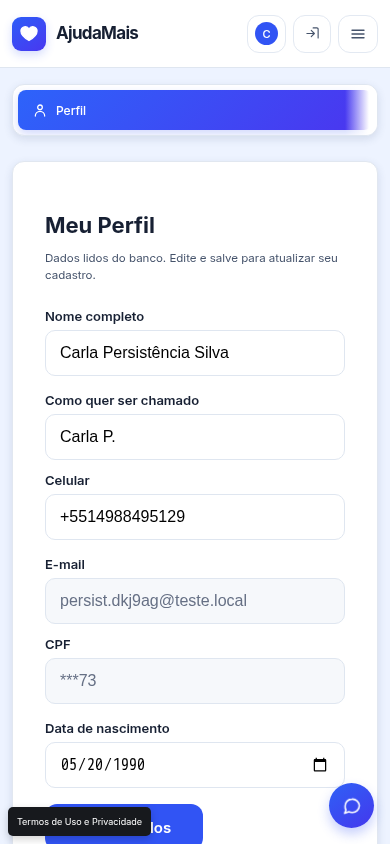 AjudaMais
C
Perfil
Meu Perfil
Dados lidos do banco. Edite e salve para atualizar seu
cadastro.
Nome completo
Carla Persistência Silva
Como quer ser chamado
Carla P.
Celular
+5514988495129
E-mail
persist.dkj9ag@teste.local
CPF
***73
Data de nascimento
05/20/1990
Termos de Uso e Privacidade